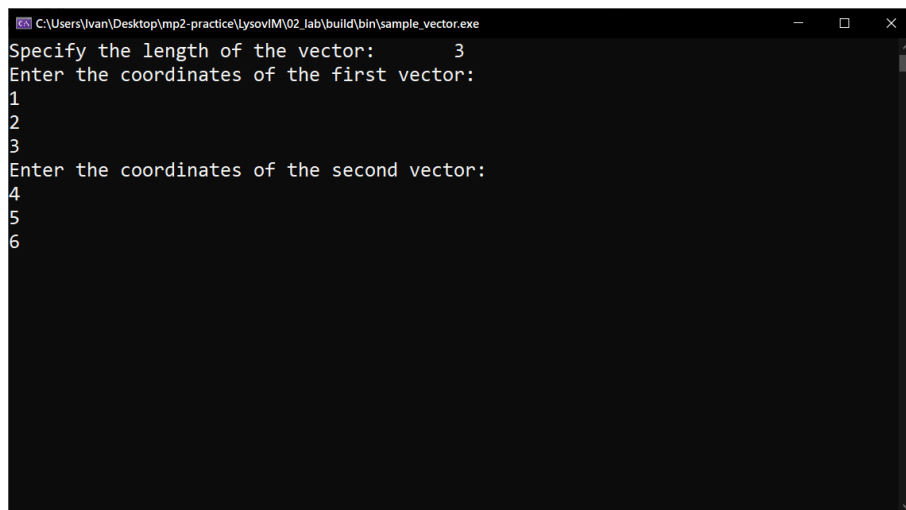 C:\Users\Ivan\Desktop\mp2-practice\LysovIM\02_lab\build\bin\sample_vector.exe
Specify the length of the vector:       3
Enter the coordinates of the first vector:
1
2
3
Enter the coordinates of the second vector:
4
5
6